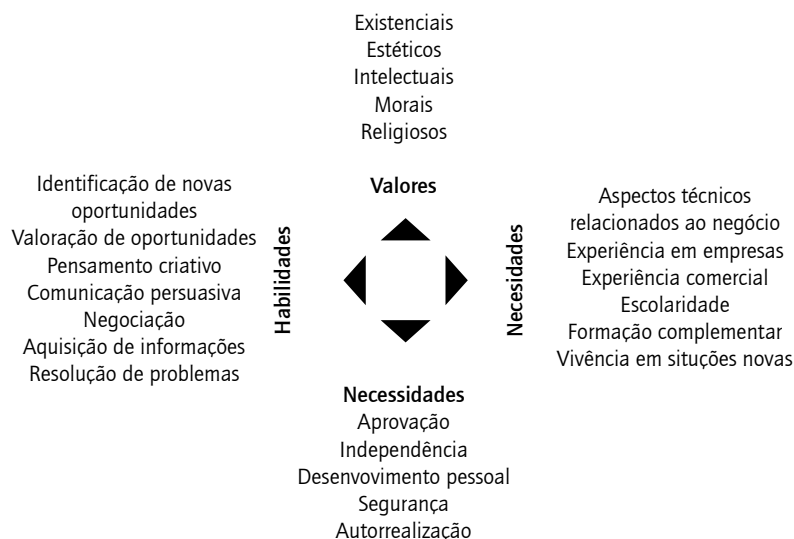 Existenciais
Estéticos
Intelectuais
Morais
Religiosos
Valores
Identificação de novas
oportunidades
Valoração de oportunidades
Pensamento criativo
Comunicação persuasiva
Negociação
Aquisição de informações
Resolução de problemas
Habilidades
Necesidades
Aspectos técnicos
relacionados ao negócio
Experiência em empresas
Experiência comercial
Escolaridade
Formação complementar
Vivência em situções novas
Necessidades
Aprovação
Independência
Desenvovimento pessoal
Segurança
Autorrealização